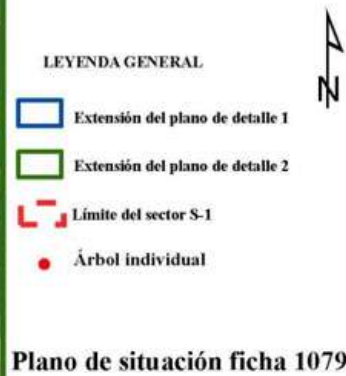 N
LEYENDA GENERAL
Extensión del plano de detalle 1
Extensión del plano de detalle 2
Límite del sector S-1
Árbol individual
Plano de situación ficha 1079